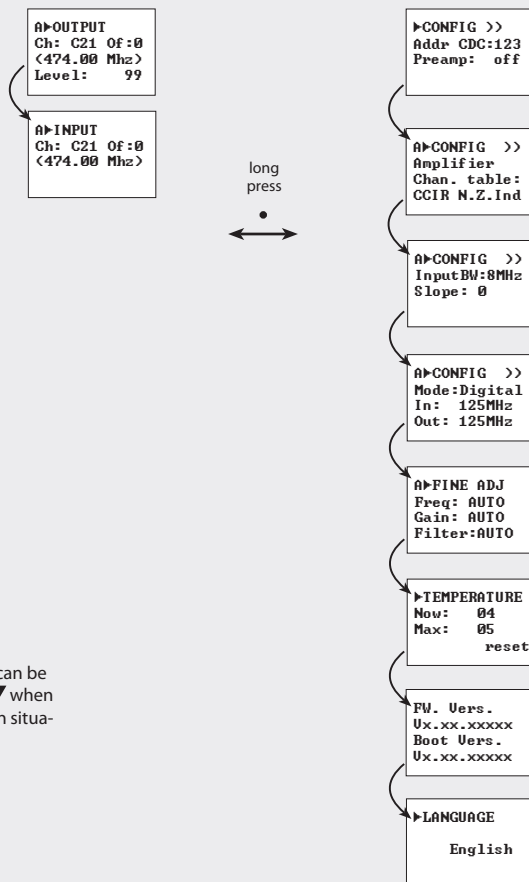 A▶OUTPUT
Ch: C21 Of:0
(474.00 Mhz)
Level: 99
A▶INPUT
Ch: C21 Of:0
(474.00 Mhz)
long
press
can be
▼ when
n situa-
▶CONFIG >>
Addr CDC:123
Preamp: off
A▶CONFIG >>
Amplifier
Chan. table:
CCIR N.Z.Ind
A▶CONFIG >>
InputBW:8MHz
Slope: 0
A▶CONFIG >>
Mode:Digital
In: 125MHz
Out: 125MHz
A▶FINE ADJ
Freq: AUTO
Gain: AUTO
Filter:AUTO
▶TEMPERATURE
Now: 04
Max: 05
reset
FW. Vers.
Vx.xx.xxxxx
Boot Vers.
Vx.xx.xxxxx
▶LANGUAGE
English